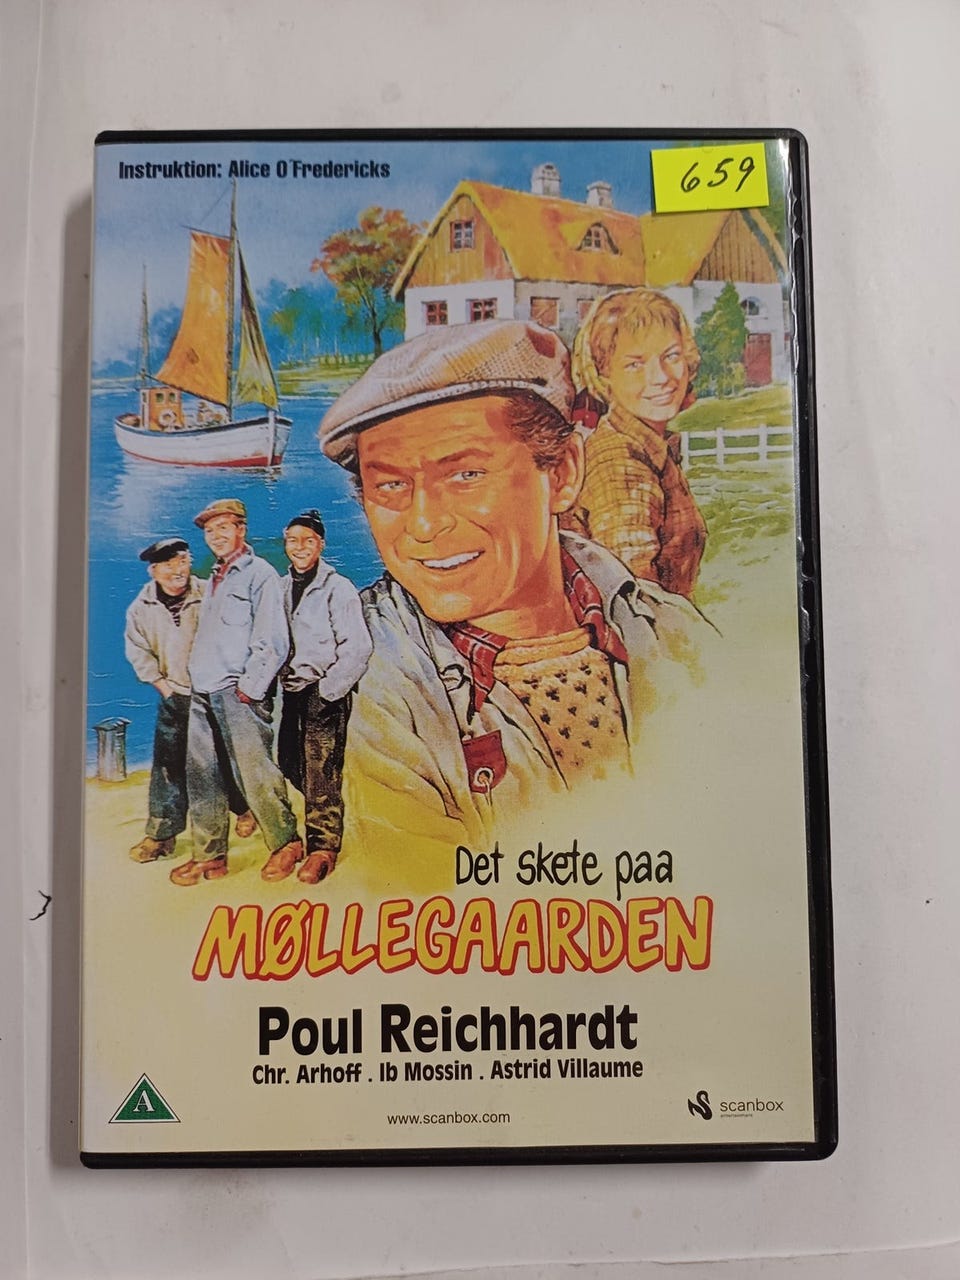 Instruktion: Alice O'Fredericks
659
Det skete paa
MØLLEGAARDEN
Poul Reichhardt
Chr. Arhoff . Ib Mossin . Astrid Villaume
A
www.scanbox.com
scanbox
entertainment